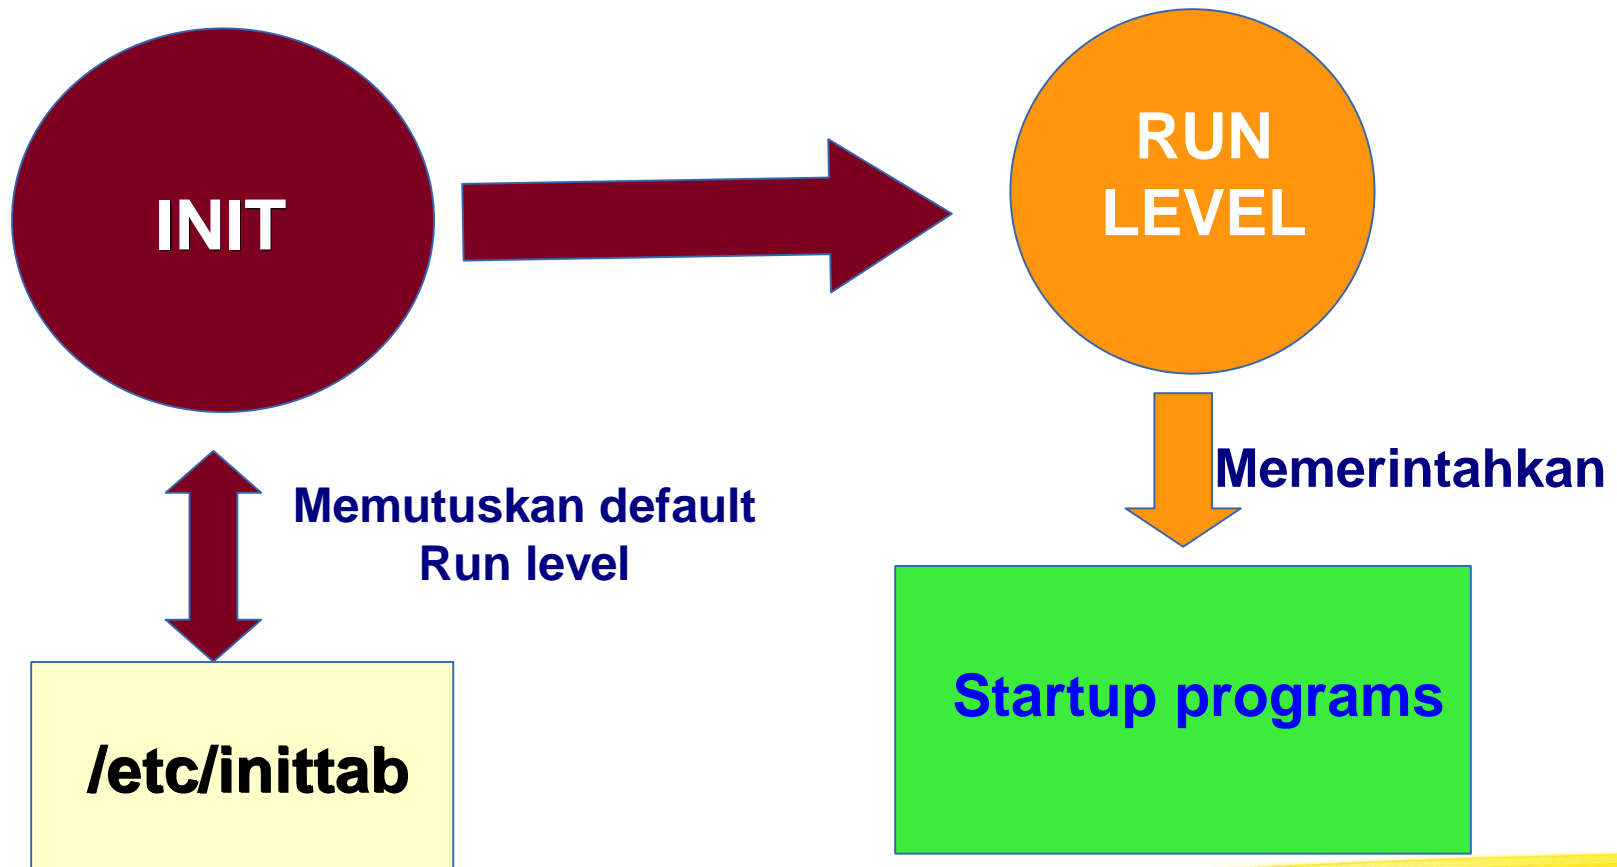 INIT
RUN
LEVEL
Memutuskan default
Run level
Memerintahkan
/etc/inittab
Startup programs